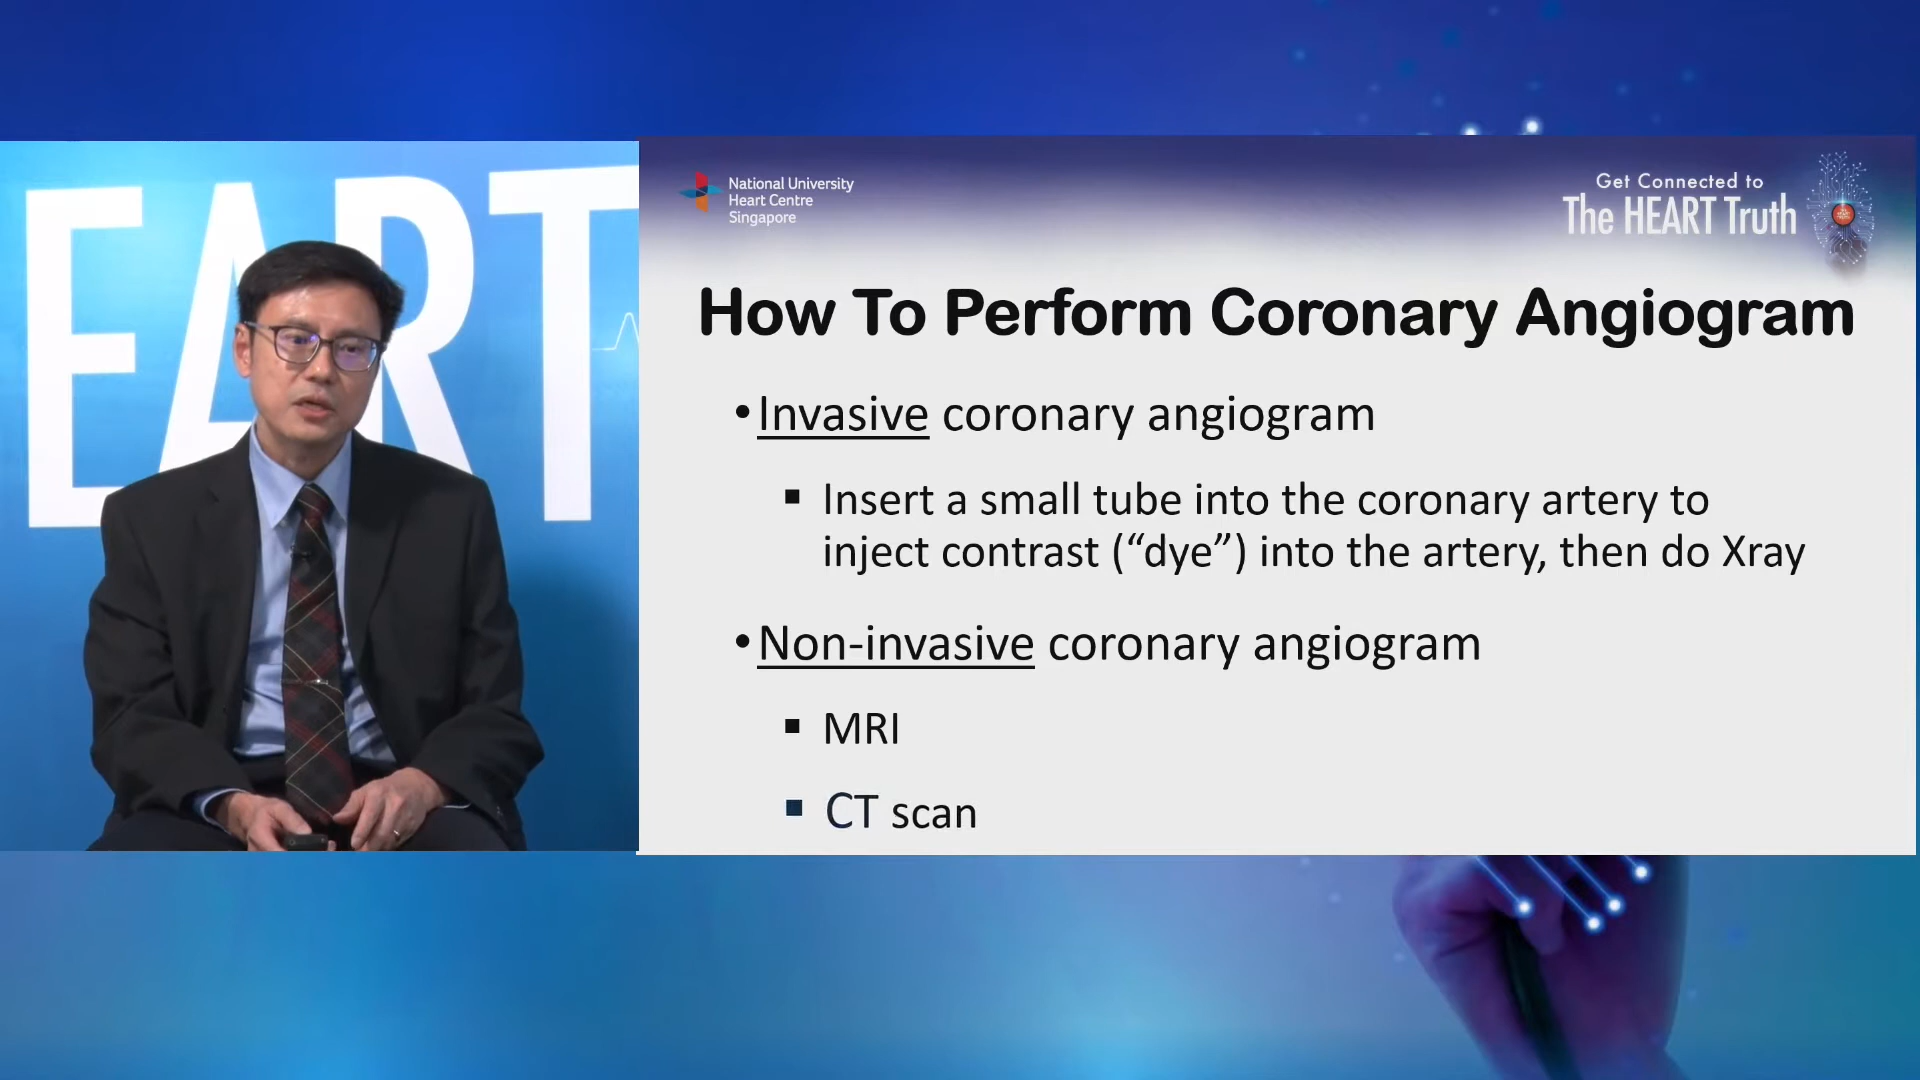 EART
National University
Heart Centre
Singapore
Get Connected to
The HEART Truth
How To Perform Coronary Angiogram
•Invasive coronary angiogram
▪ Insert a small tube into the coronary artery to
inject contrast (“dye”) into the artery, then do Xray
•Non-invasive coronary angiogram
▪ MRI
▪ CT scan